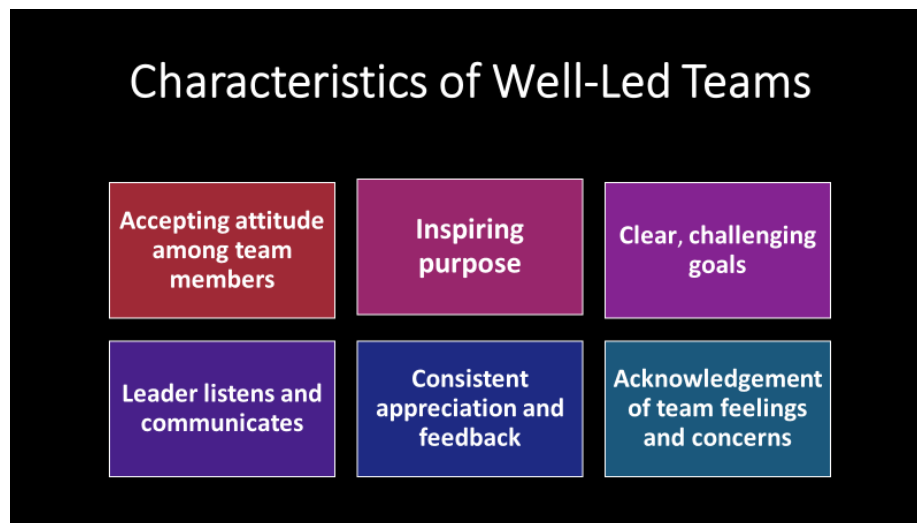 Characteristics of Well-Led Teams
Accepting attitude
among team
members
Inspiring
purpose
Clear, challenging
goals
Leader listens and
communicates
Consistent
appreciation and
feedback
Acknowledgement
of team feelings
and concerns